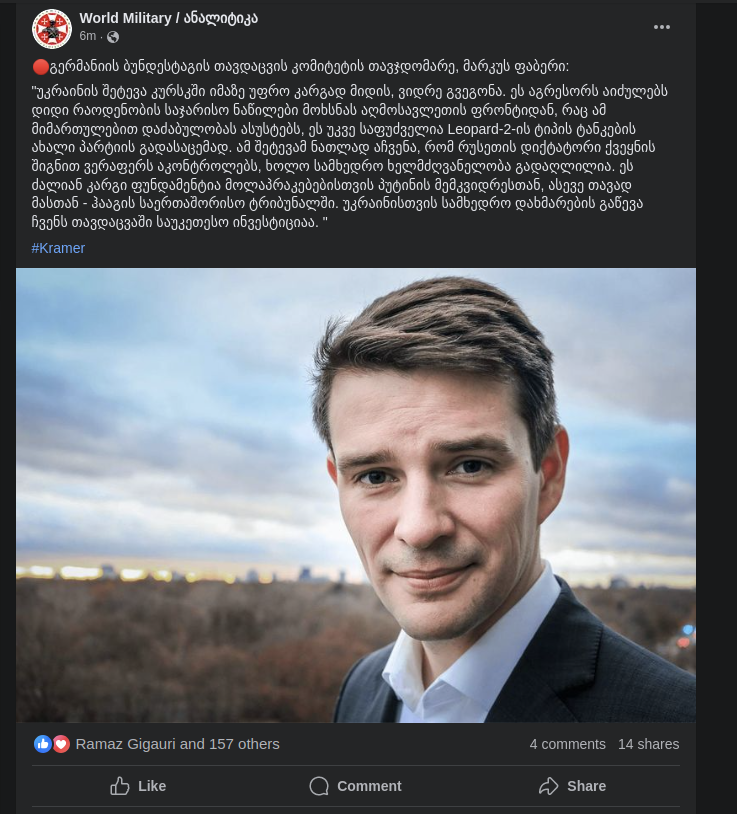 World Military / ანალიტიკა
6m ·
🔴გერმანიის ბუნდესტაგის თავდაცვის კომიტეტის თავჯდომარე, მარკუს ფაბერი:
"უკრაინის შეტევა კურსკში იმაზე უფრო კარგად მიდის, ვიდრე გვეგონა. ეს აგრესორს აიძულებს
დიდი რაოდენობის საჯარისო ნაწილები მოხსნას აღმოსავლეთის ფრონტიდან, რაც ამ
მიმართულებით დაძაბულობას ასუსტებს, ეს უკვე საფუძველია Leopard-2-ის ტიპის ტანკების
ახალი პარტიის გადასაცემად. ამ შეტევამ ნათლად აჩვენა, რომ რუსეთის დიქტატორი ქვეყნის
შიგნით ვერაფერს აკონტროლებს, ხოლო სამხედრო ხელმძღვანელობა გადაღლილია. ეს
ძალიან კარგი ფუნდამენტია მოლაპრაკებებისთვის პუტინის მემკვიდრესთან, ასევე თავად
მასთან - ჰააგის საერთაშორისო ტრიბუნალში. უკრაინისთვის სამხედრო დახმარების გაწევა
ჩვენს თავდაცვაში საუკეთესო ინვესტიციაა. "
#Kramer
Ramaz Gigauri and 157 others
4 comments 14 shares
Like
Comment
Share